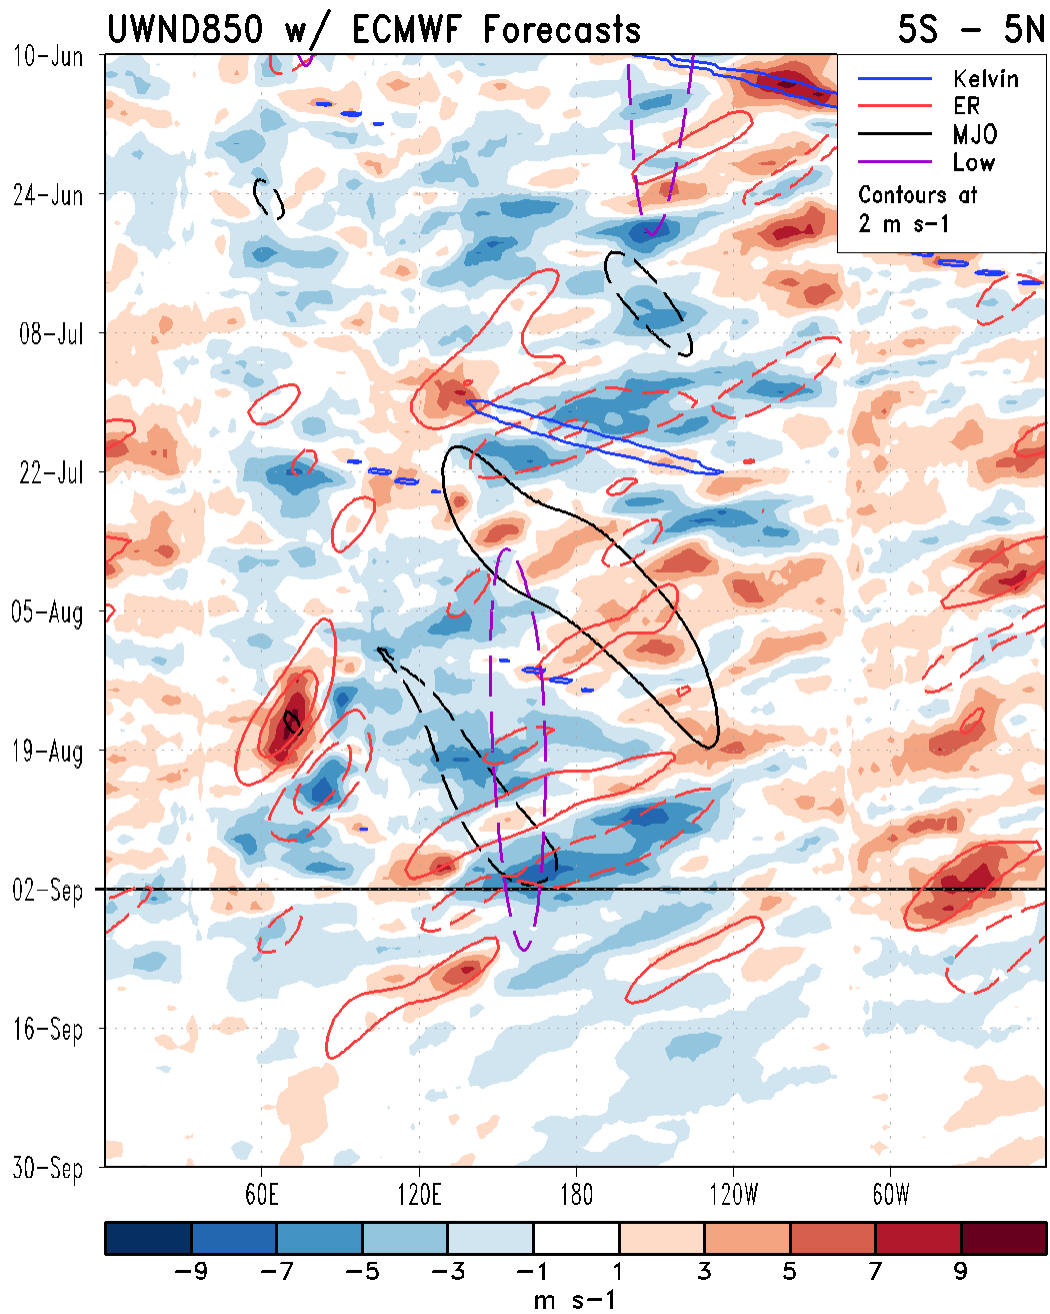 UWND850 w/ ECMWF Forecasts 5S - 5N
10-Jun
Kelvin
ER
MJO
Low
Contours at
2 m s-1
24-Jun
08-Jul
22-Jul
05-Aug
19-Aug
02-Sep
16-Sep
30-Sep
60E 120E 180 120W 60W
-9 -7 -5 -3 -1 1 3 5 7 9
m s-1